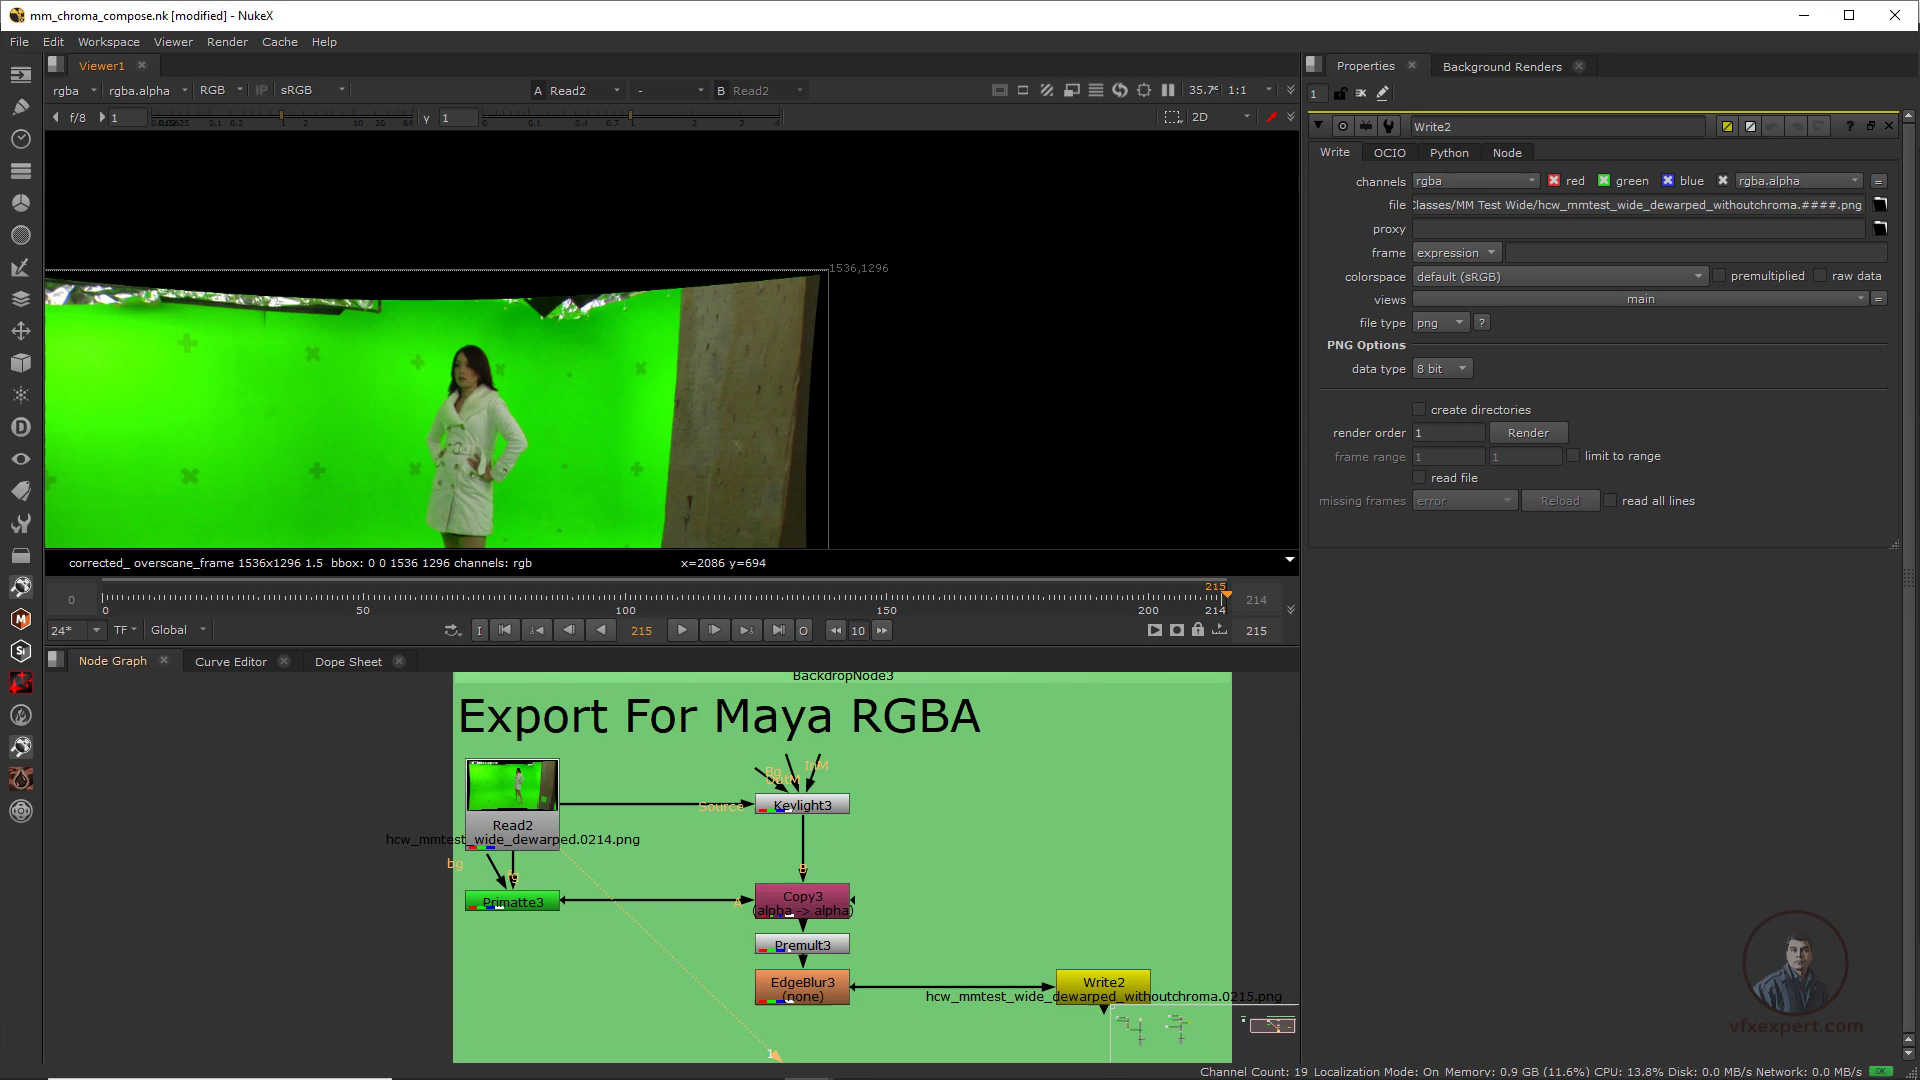 mm_chroma_compose.nk [modified] - NukeX
File Edit Workspace Viewer Render Cache Help
Viewer1
Properties
Background Renders
rgba rgba.alpha RGB IP sRGB A Read2 - B Read2 1:1
1
f/8 1 y 1 2D
Write2
Write OCIO Python Node
channels rgba red green blue rgba.alpha =
file Classes/MM Test Wide/hcw_mmtest_wide_dewarped_withoutchroma.####.png
proxy
frame expression
colorspace default (sRGB) premultiplied raw data
views main =
file type png ?
PNG Options
data type 8 bit
create directories
render order 1 Render
frame range 1 1 limit to range
read file
missing frames error Reload read all lines
1536,1296
corrected_ overscane_frame 1536x1296 1.5 bbox: 0 0 1536 1296 channels: rgb x=2086 y=694
215
0 214
0 50 100 150 200 214
24* TF Global 215 10 215
Node Graph Curve Editor Dope Sheet
BackdropNode3
Export For Maya RGBA
Bg OutM InM
Source Keylight3
Read2
hcw_mmtest_wide_dewarped.0214.png
bg fg B
Primatte3 A Copy3
(alpha -> alpha)
Premult3
EdgeBlur3
(none)
Write2
hcw_mmtest_wide_dewarped_withoutchroma.0215.png
1
vfxexpert.com
Channel Count: 19 Localization Mode: On Memory: 0.9 GB (11.6%) CPU: 13.8% Disk: 0.0 MB/s Network: 0.0 MB/s OK